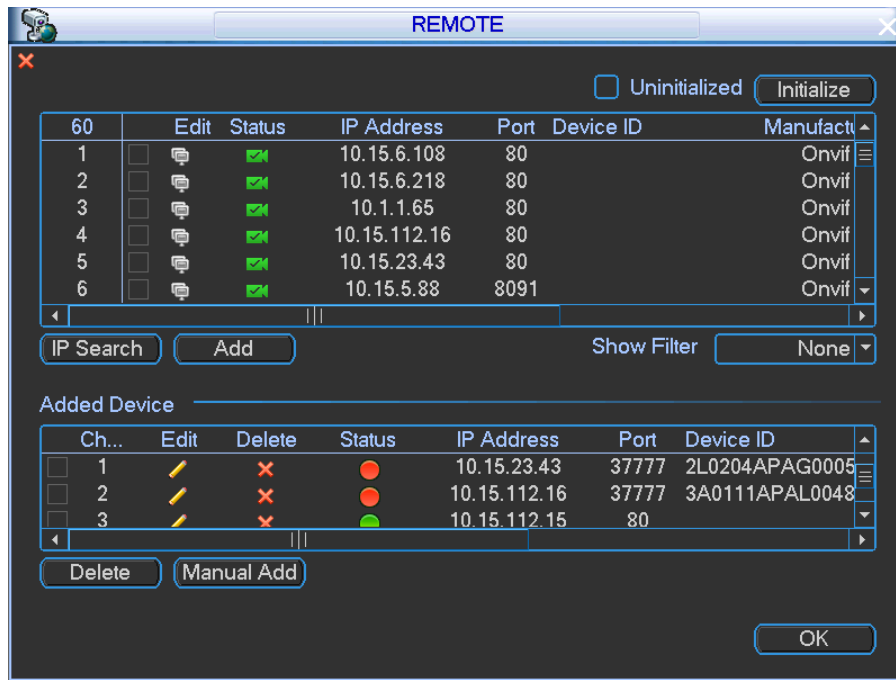 REMOTE
Uninitialized Initialize
60 Edit Status IP Address Port Device ID Manufactu
1 10.15.6.108 80 Onvif
2 10.15.6.218 80 Onvif
3 10.1.1.65 80 Onvif
4 10.15.112.16 80 Onvif
5 10.15.23.43 80 Onvif
6 10.15.5.88 8091 Onvif
IP Search Add Show Filter None
Added Device
Ch... Edit Delete Status IP Address Port Device ID
1 10.15.23.43 37777 2L0204APAG0005
2 10.15.112.16 37777 3A0111APAL0048
3 10.15.112.15 80
Delete Manual Add
OK